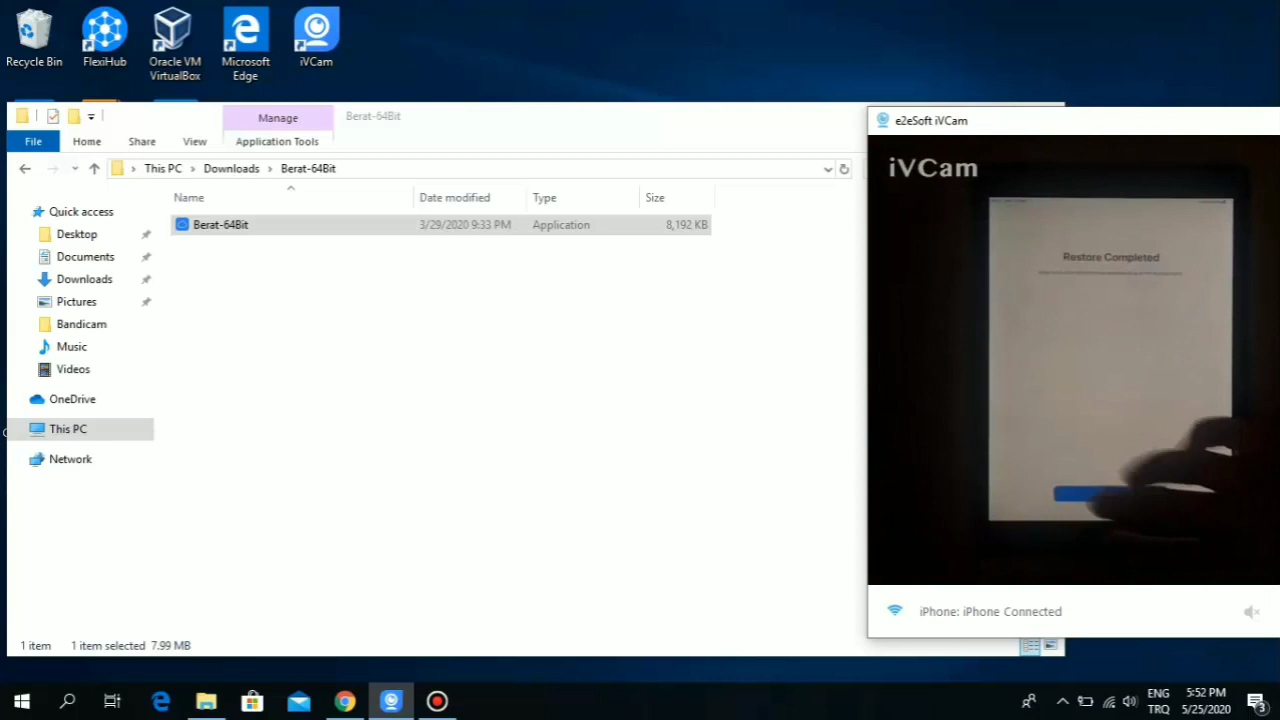 Recycle Bin
FlexiHub
Oracle VM
VirtualBox
Microsoft
Edge
iVCam
Manage
Berat-64Bit
File
Home
Share
View
Application Tools
This PC
Downloads
Berat-64Bit
Name
Date modified
Type
Size
Berat-64Bit
3/29/2020 9:33 PM
Application
8,192 KB
Quick access
Desktop
Documents
Downloads
Pictures
Bandicam
Music
Videos
OneDrive
This PC
Network
1 item
1 item selected
7.99 MB
e2eSoft iVCam
iVCam
Restore Completed
iPhone: iPhone Connected
ENG
TRQ
5:52 PM
5/25/2020
3